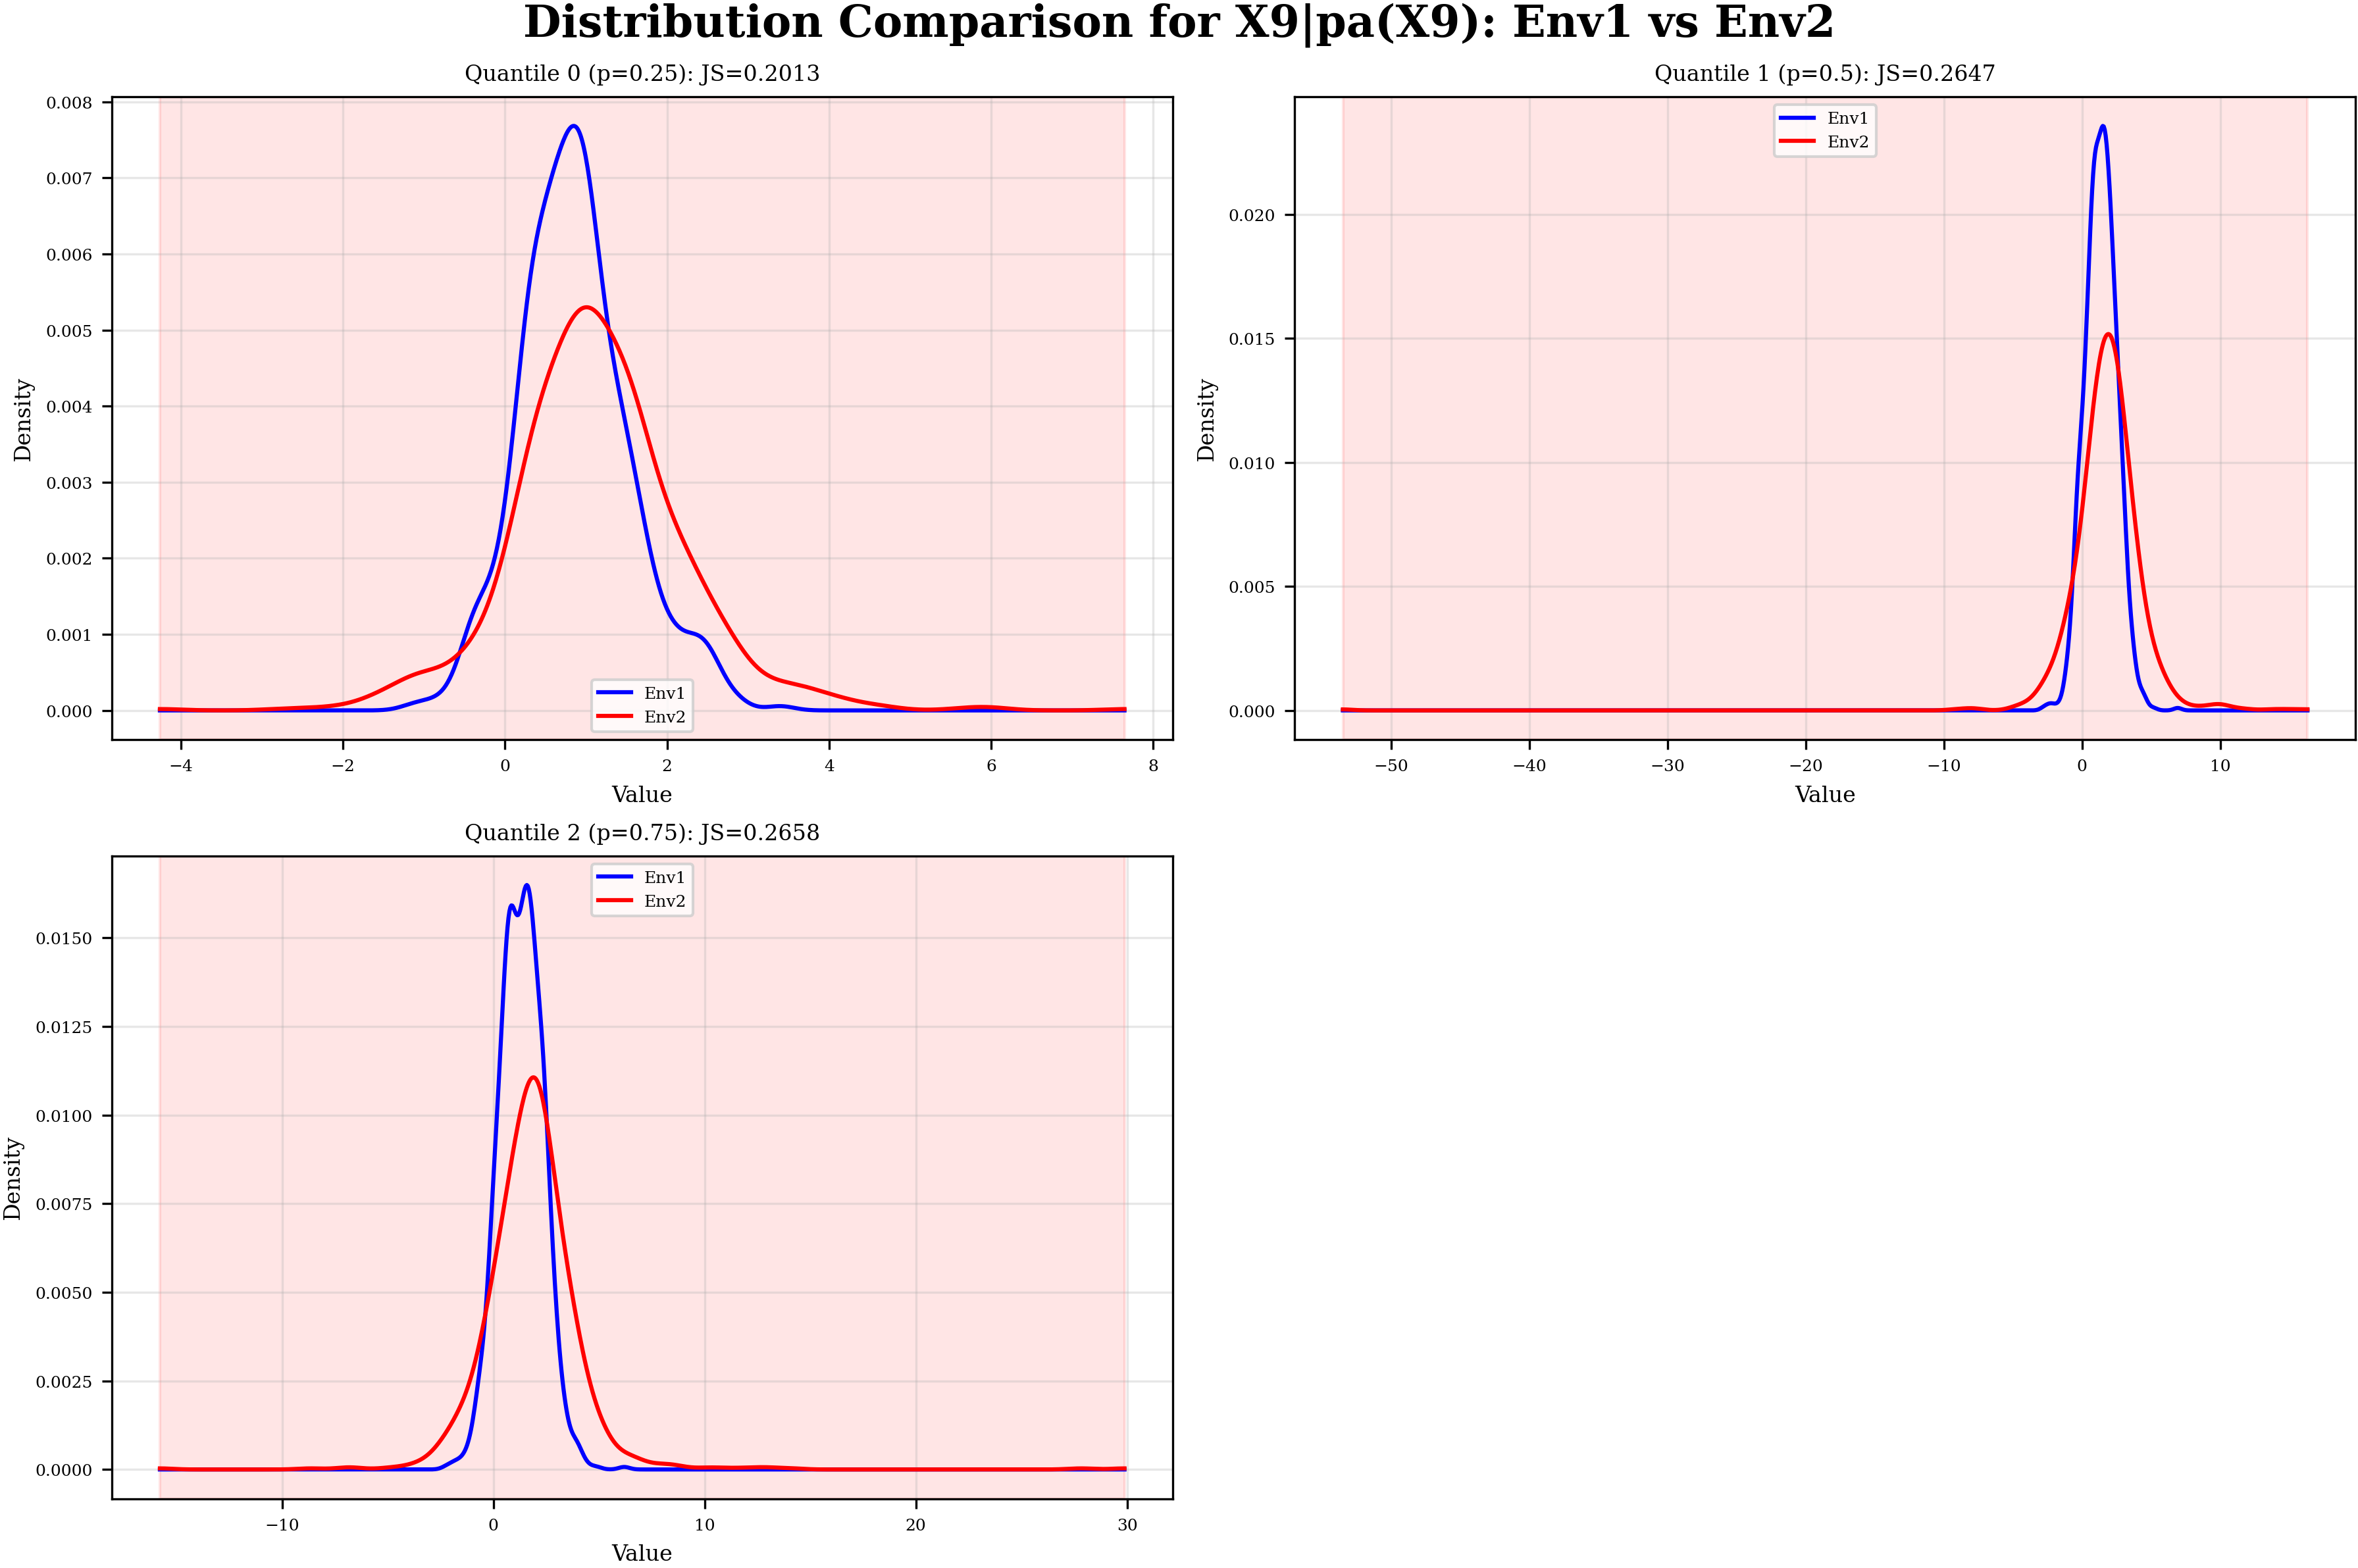 Distribution Comparison for X9|pa(X9): Env1 vs Env2
Quantile 0 (p=0.25): JS=0.2013
0.008
0.007
0.006
0.005
0.004
0.003
0.002
0.001
0.000
Density
Env1
Env2
−4
−2
0
2
4
6
8
Value
Quantile 1 (p=0.5): JS=0.2647
Env1
Env2
0.020
0.015
0.010
0.005
0.000
Density
−50
−40
−30
−20
−10
0
10
Value
Quantile 2 (p=0.75): JS=0.2658
Env1
Env2
0.0150
0.0125
0.0100
0.0075
0.0050
0.0025
0.0000
Density
−10
0
10
20
30
Value